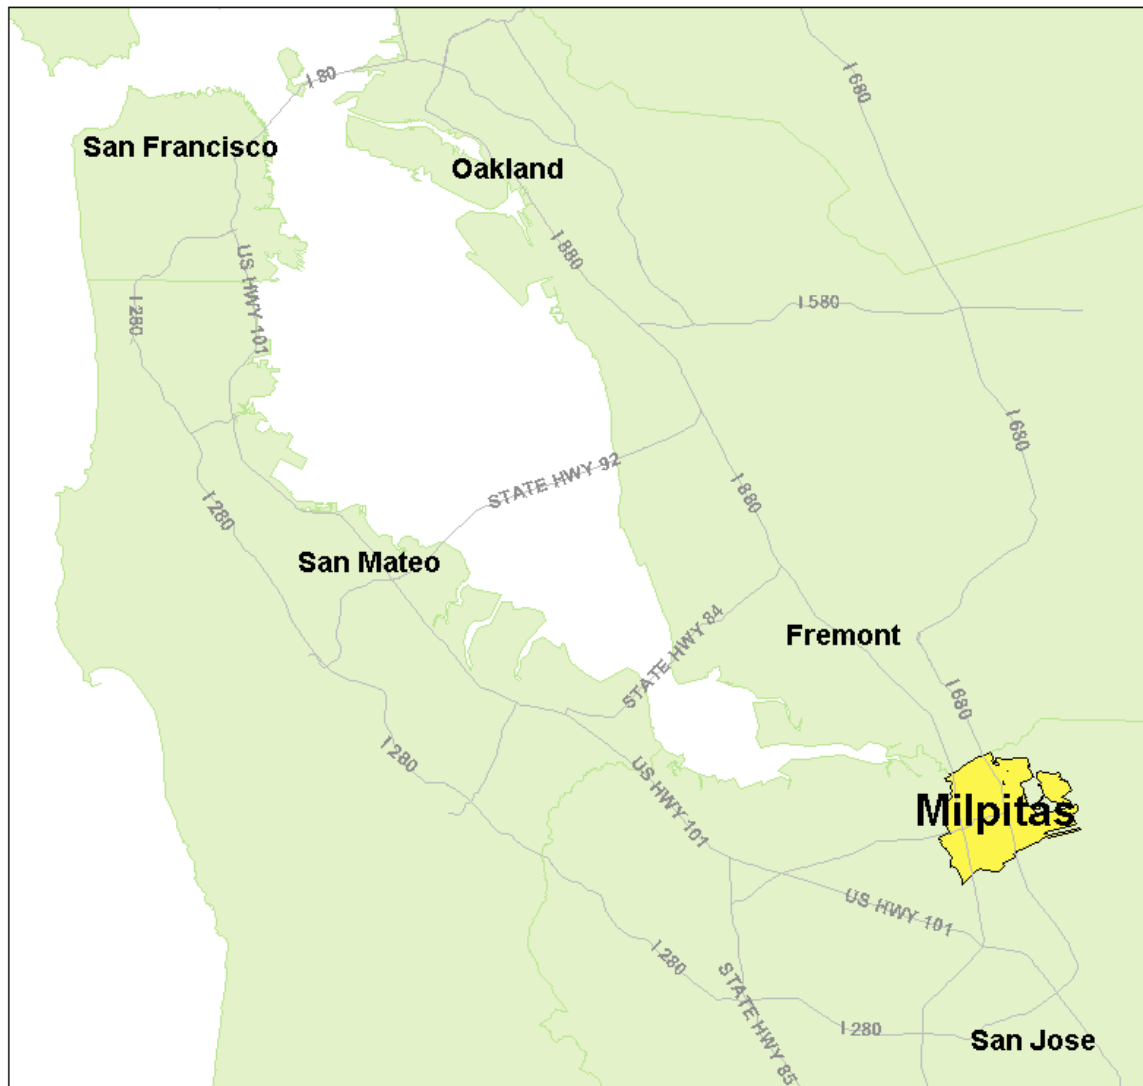 I 80
I 680
San Francisco
Oakland
I 880
US HWY 101
I 280
I 580
I 680
STATE HWY 92
I 880
I 280
San Mateo
STATE HWY 84
Fremont
I 680
I 280
US HWY 101
Milpitas
US HWY 101
I 280
STATE HWY 85
I 280
San Jose